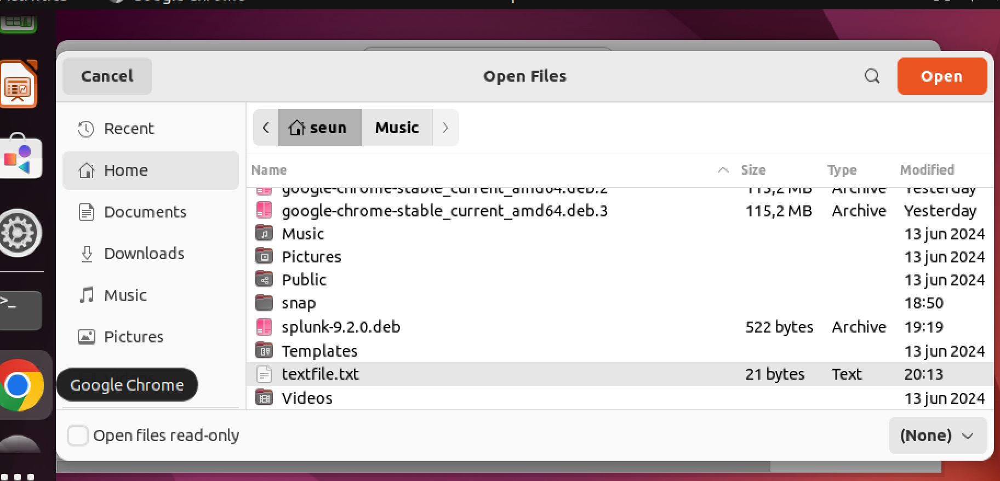 Google Chrome
Cancel
Open Files
Open
Recent
Home
Documents
Downloads
Music
Pictures
Google Chrome
seun
Music
Name Size Type Modified
google-chrome-stable_current_amd64.deb.2 115,2 MB Archive Yesterday
google-chrome-stable_current_amd64.deb.3 115,2 MB Archive Yesterday
Music 13 jun 2024
Pictures 13 jun 2024
Public 13 jun 2024
snap 18:50
splunk-9.2.0.deb 522 bytes Archive 19:19
Templates 13 jun 2024
textfile.txt 21 bytes Text 20:13
Videos 13 jun 2024
Open files read-only
(None)